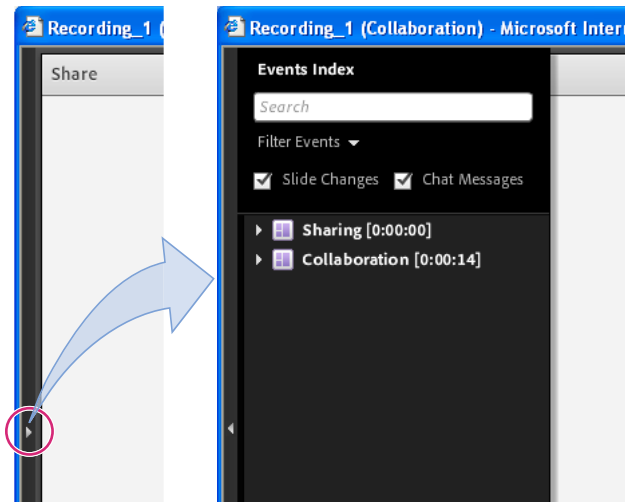 Recording_1 (
Share
Recording_1 (Collaboration) - Microsoft Inter
Events Index
Search
Filter Events
Slide Changes Chat Messages
Sharing [0:00:00]
Collaboration [0:00:14]